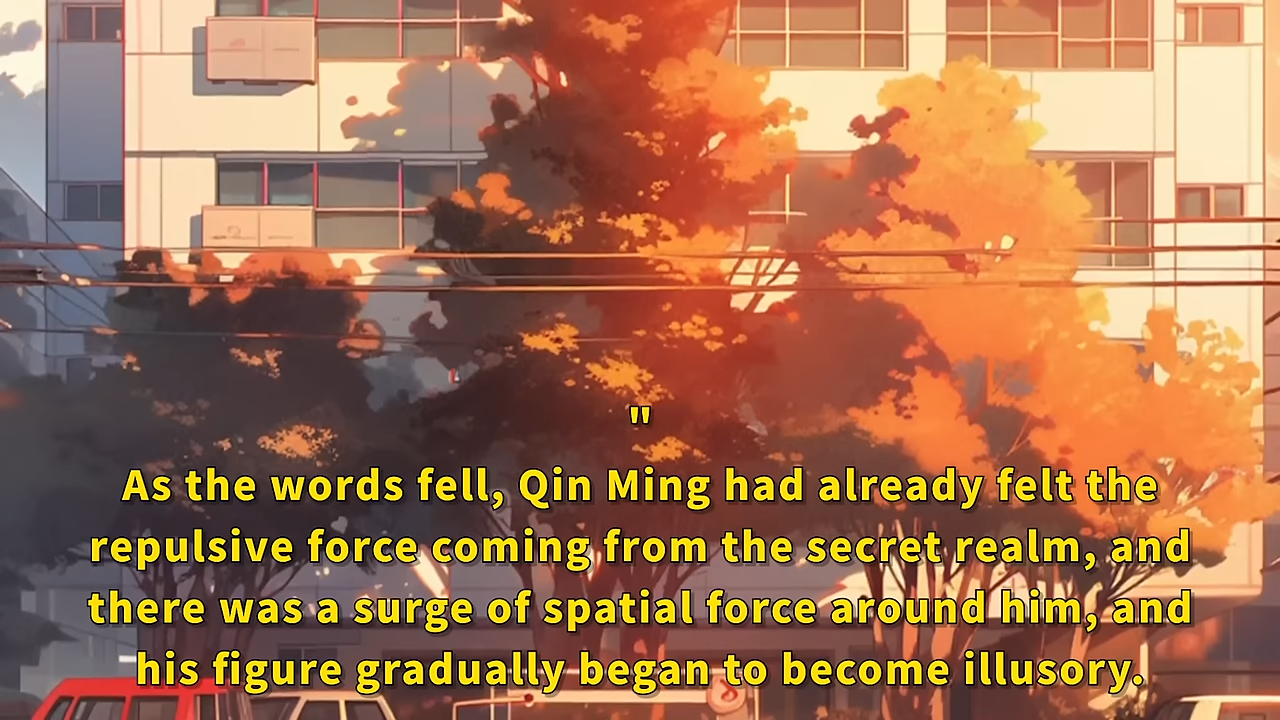 "
As the words fell, Qin Ming had already felt the
repulsive force coming from the secret realm, and
there was a surge of spatial force around him, and
his figure gradually began to become illusory.